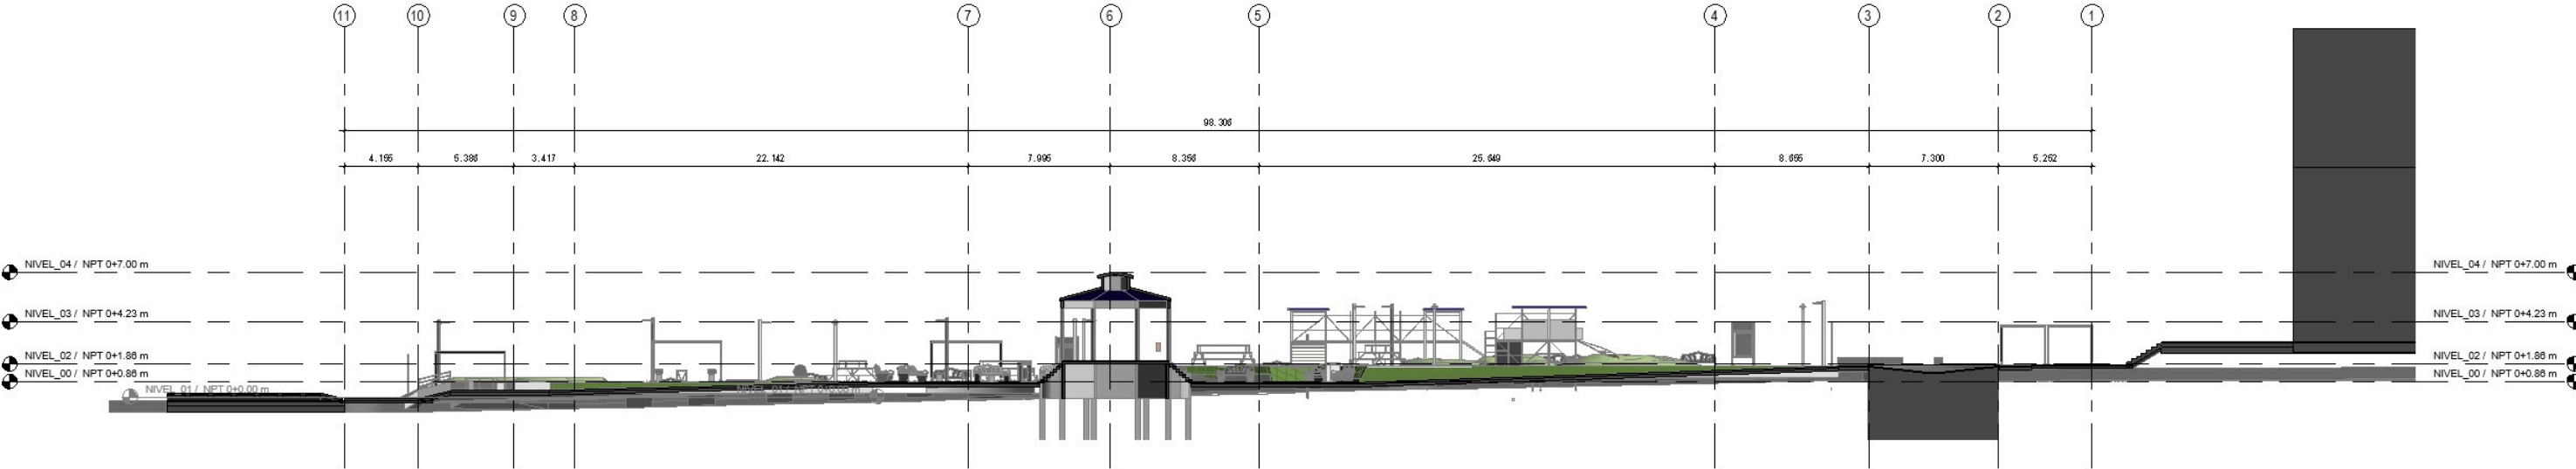 11
10
9
8
7
6
5
4
3
2
1
98.306
4.155
5.386
3.417
22.142
7.995
8.356
25.649
8.655
7.300
5.252
NIVEL_04 / NPT 0+7.00 m
NIVEL_04 / NPT 0+7.00 m
NIVEL_03 / NPT 0+4.23 m
NIVEL_03 / NPT 0+4.23 m
NIVEL_02 / NPT 0+1.86 m
NIVEL_02 / NPT 0+1.86 m
NIVEL_00 / NPT 0+0.86 m
NIVEL_00 / NPT 0+0.86 m
NIVEL_01 / NPT 0+0.00 m